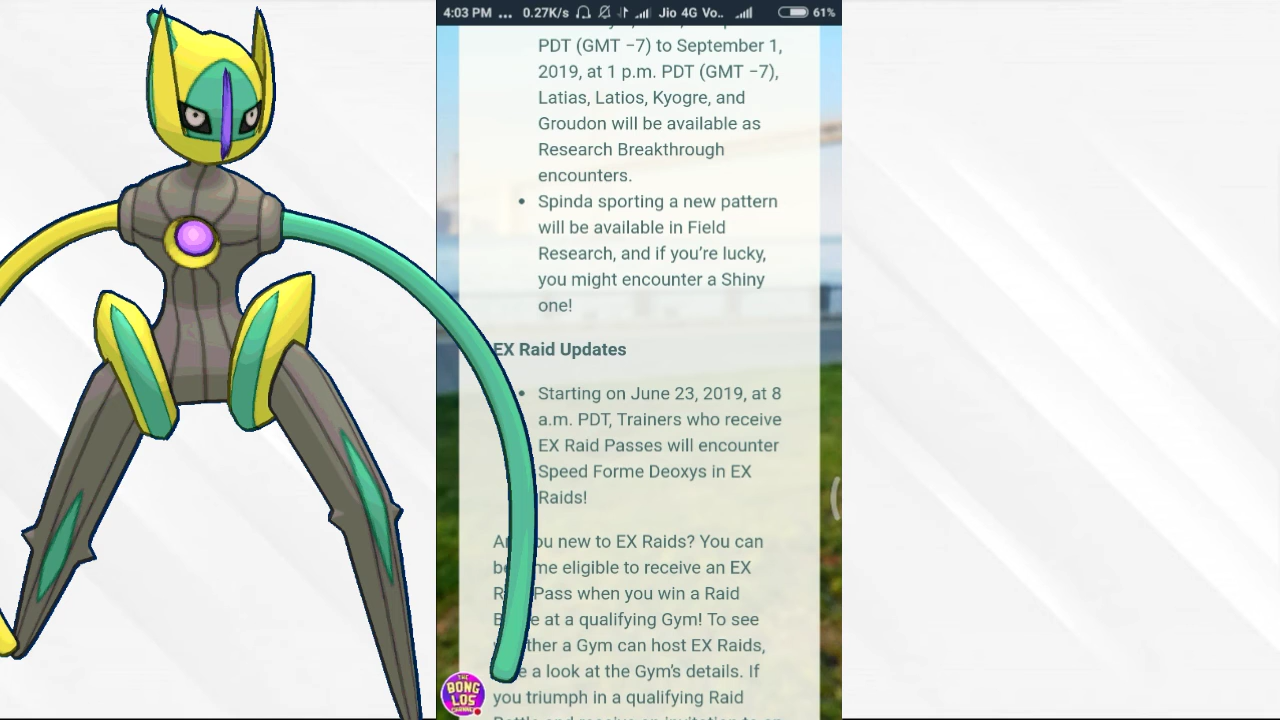 4:03 PM ... 0.27K/s Jio 4G Vo.. 61%
PDT (GMT −7) to September 1,
2019, at 1 p.m. PDT (GMT −7),
Latias, Latios, Kyogre, and
Groudon will be available as
Research Breakthrough
encounters.
• Spinda sporting a new pattern
will be available in Field
Research, and if you’re lucky,
you might encounter a Shiny
one!
EX Raid Updates
• Starting on June 23, 2019, at 8
a.m. PDT, Trainers who receive
EX Raid Passes will encounter
Speed Forme Deoxys in EX
Raids!
new to EX Raids? You can
eligible to receive an EX
Pass when you win a Raid
at a qualifying Gym! To see
a Gym can host EX Raids,
a look at the Gym’s details. If
you triumph in a qualifying Raid
THE
BONG
LOS
CHANNEL